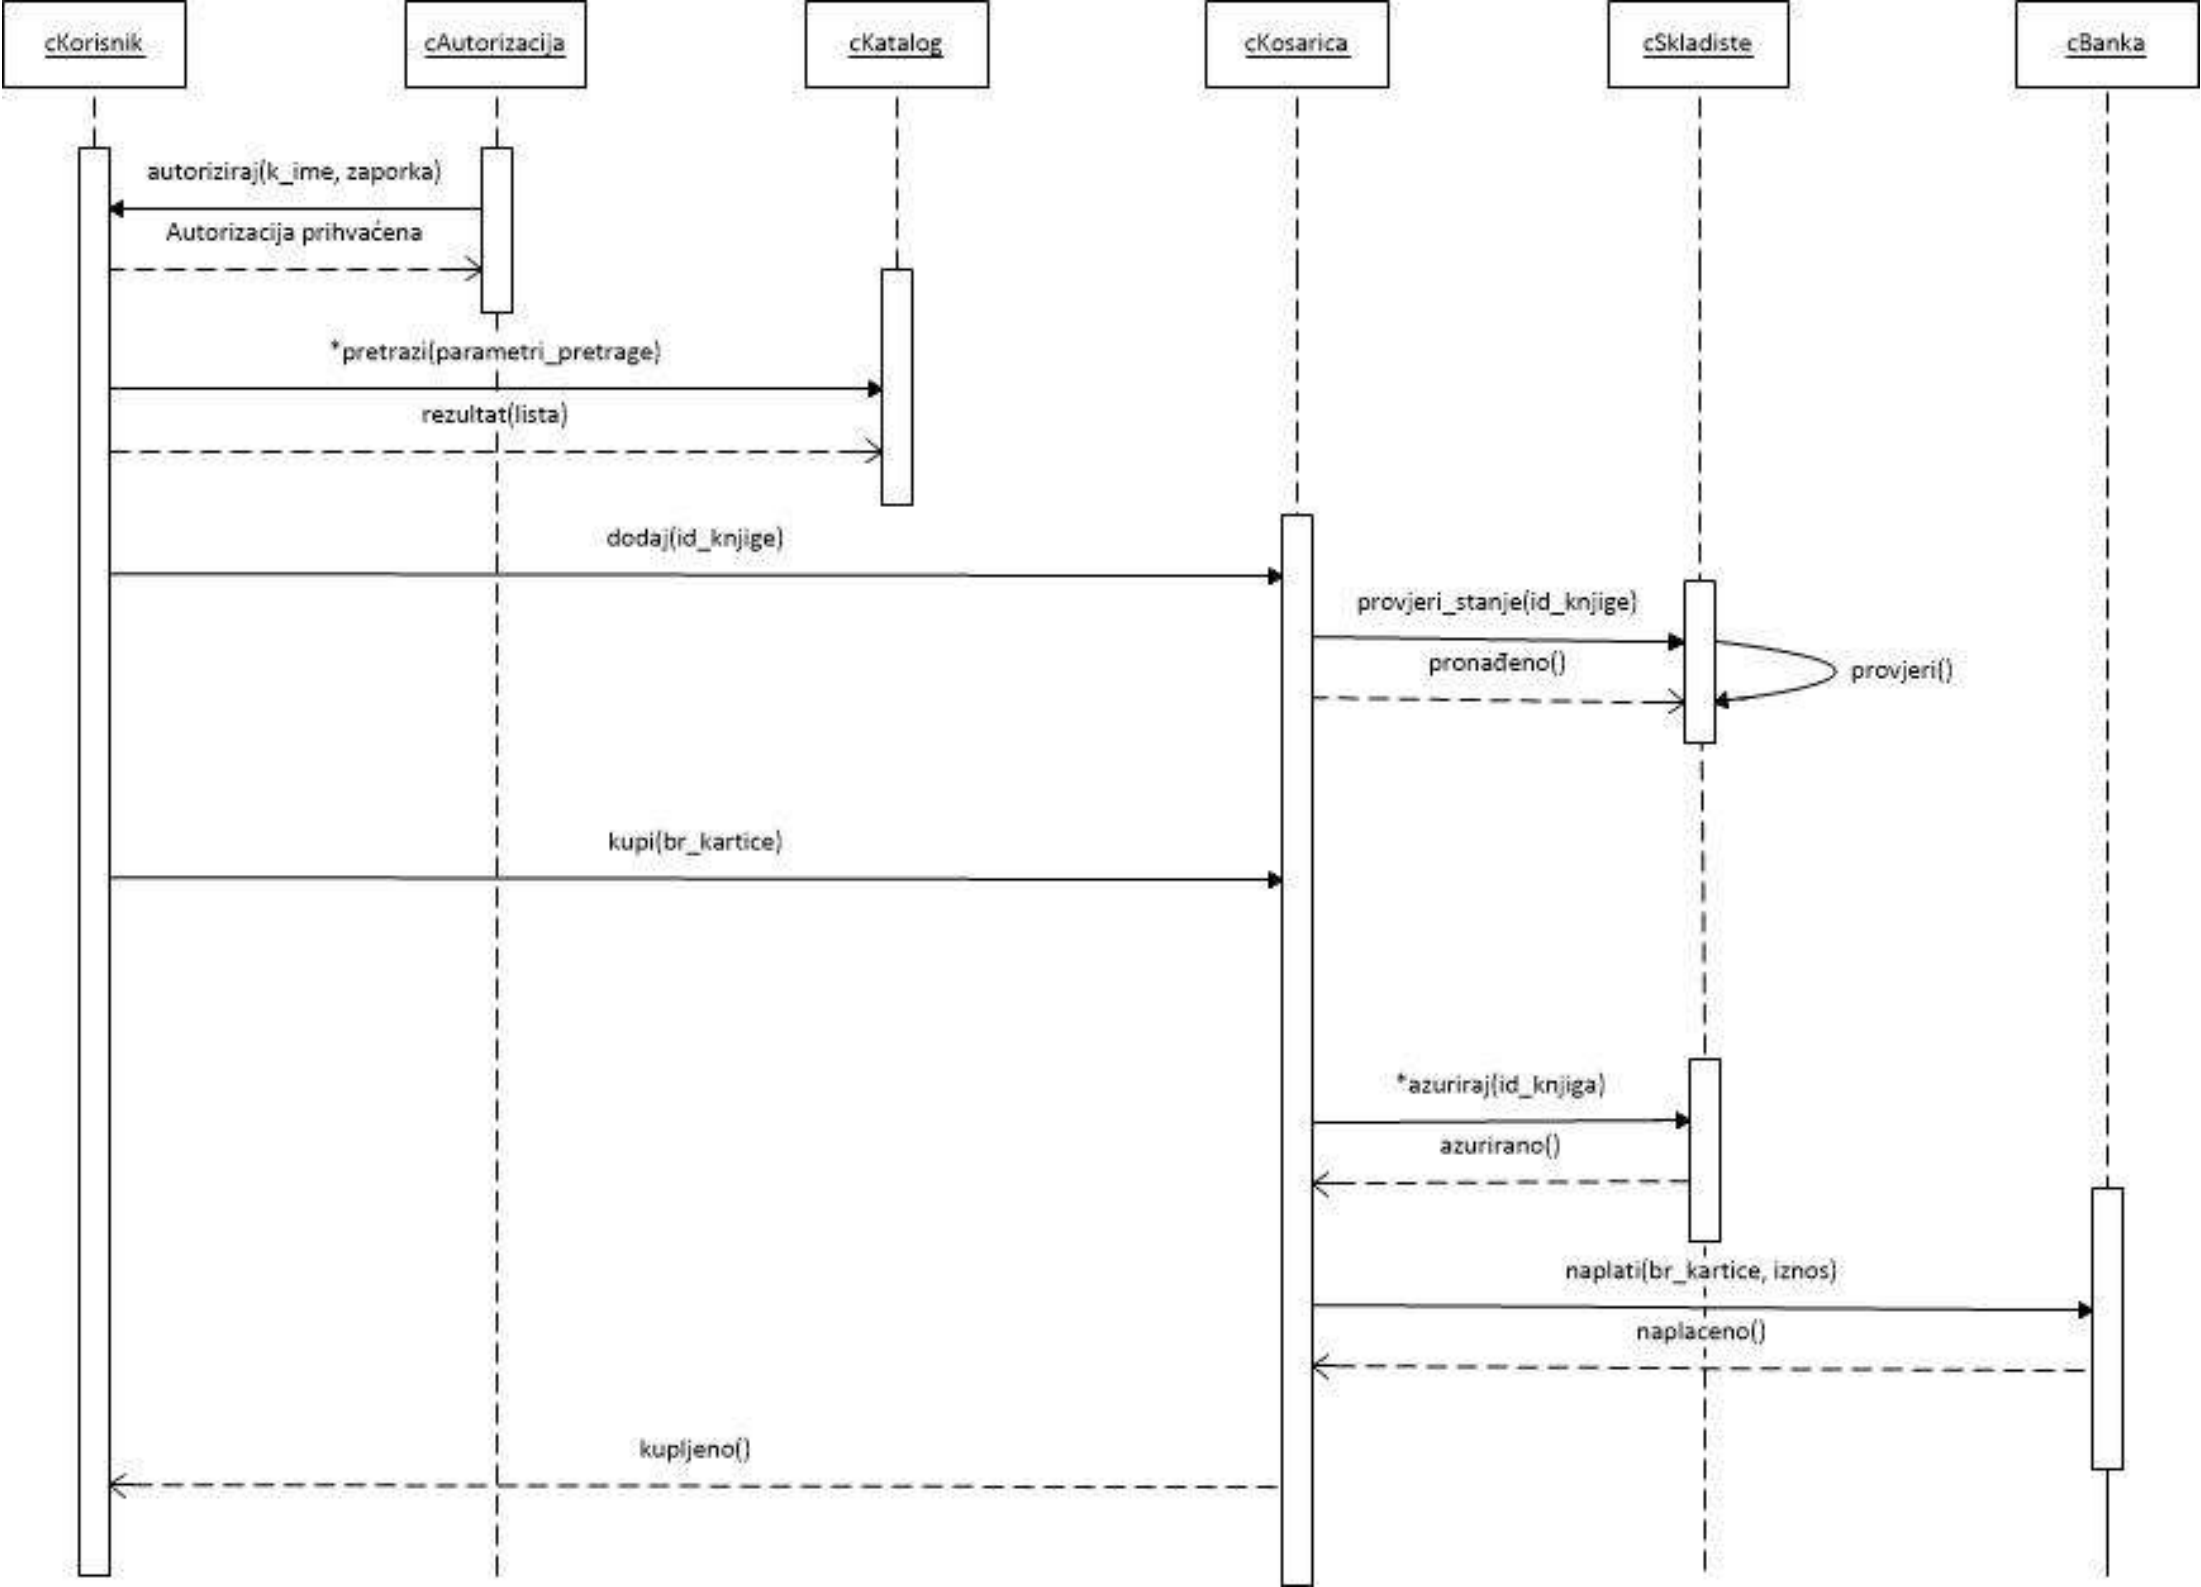 cKorisnik
cAutorizacija
cKatalog
cKosarica
cSkladiste
cBanka
autoriziraj(k_ime, zaporka)
Autorizacija prihvaćena
*pretrazi(parametri_pretrage)
rezultat(lista)
dodaj(id_knjige)
provjeri_stanje(id_knjige)
pronađeno()
provjeri()
kupi(br_kartice)
*azuriraj(id_knjiga)
azurirano()
naplati(br_kartice, iznos)
naplaceno()
kupljeno()